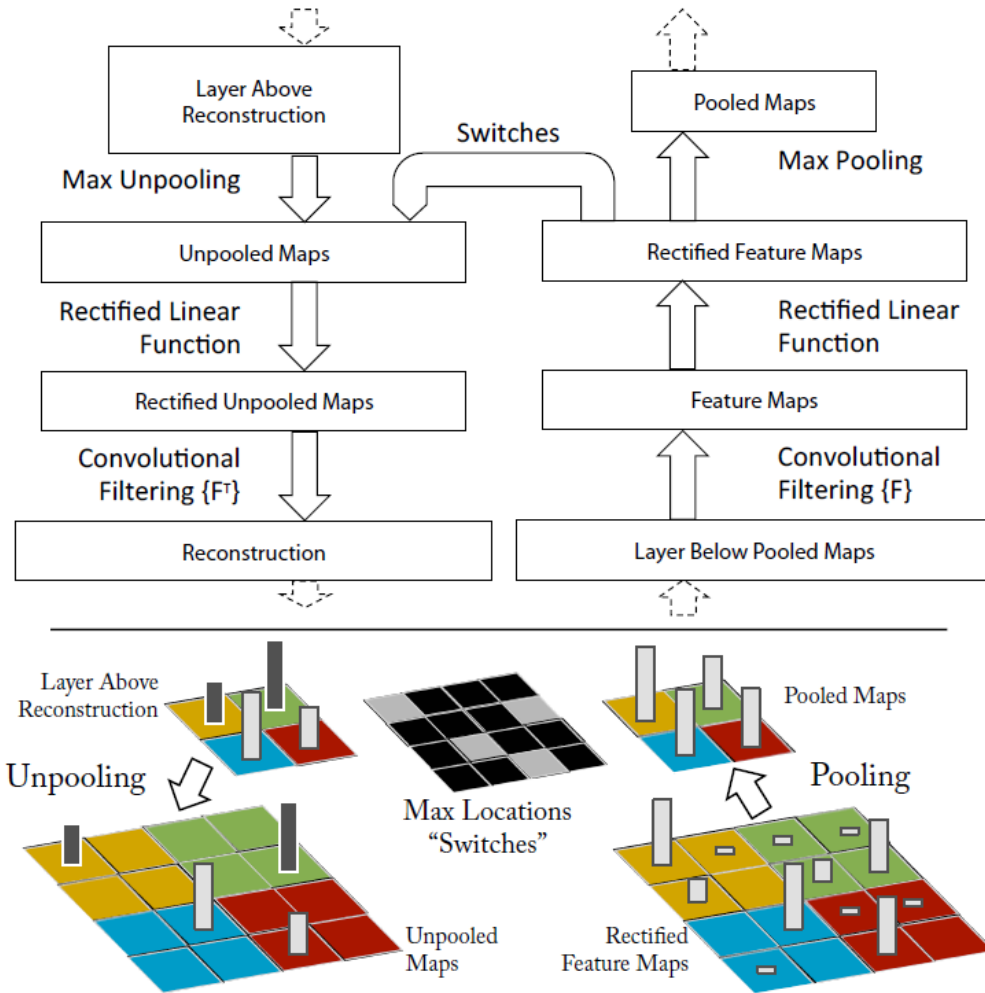 Layer Above
Reconstruction
Pooled Maps
Switches
Max Unpooling
Max Pooling
Unpooled Maps
Rectified Feature Maps
Rectified Linear
Function
Rectified Linear
Function
Rectified Unpooled Maps
Feature Maps
Convolutional
Filtering {Fᵀ}
Convolutional
Filtering {F}
Reconstruction
Layer Below Pooled Maps
Layer Above
Reconstruction
Pooled Maps
Unpooling
Pooling
Max Locations
“Switches”
Unpooled
Maps
Rectified
Feature Maps